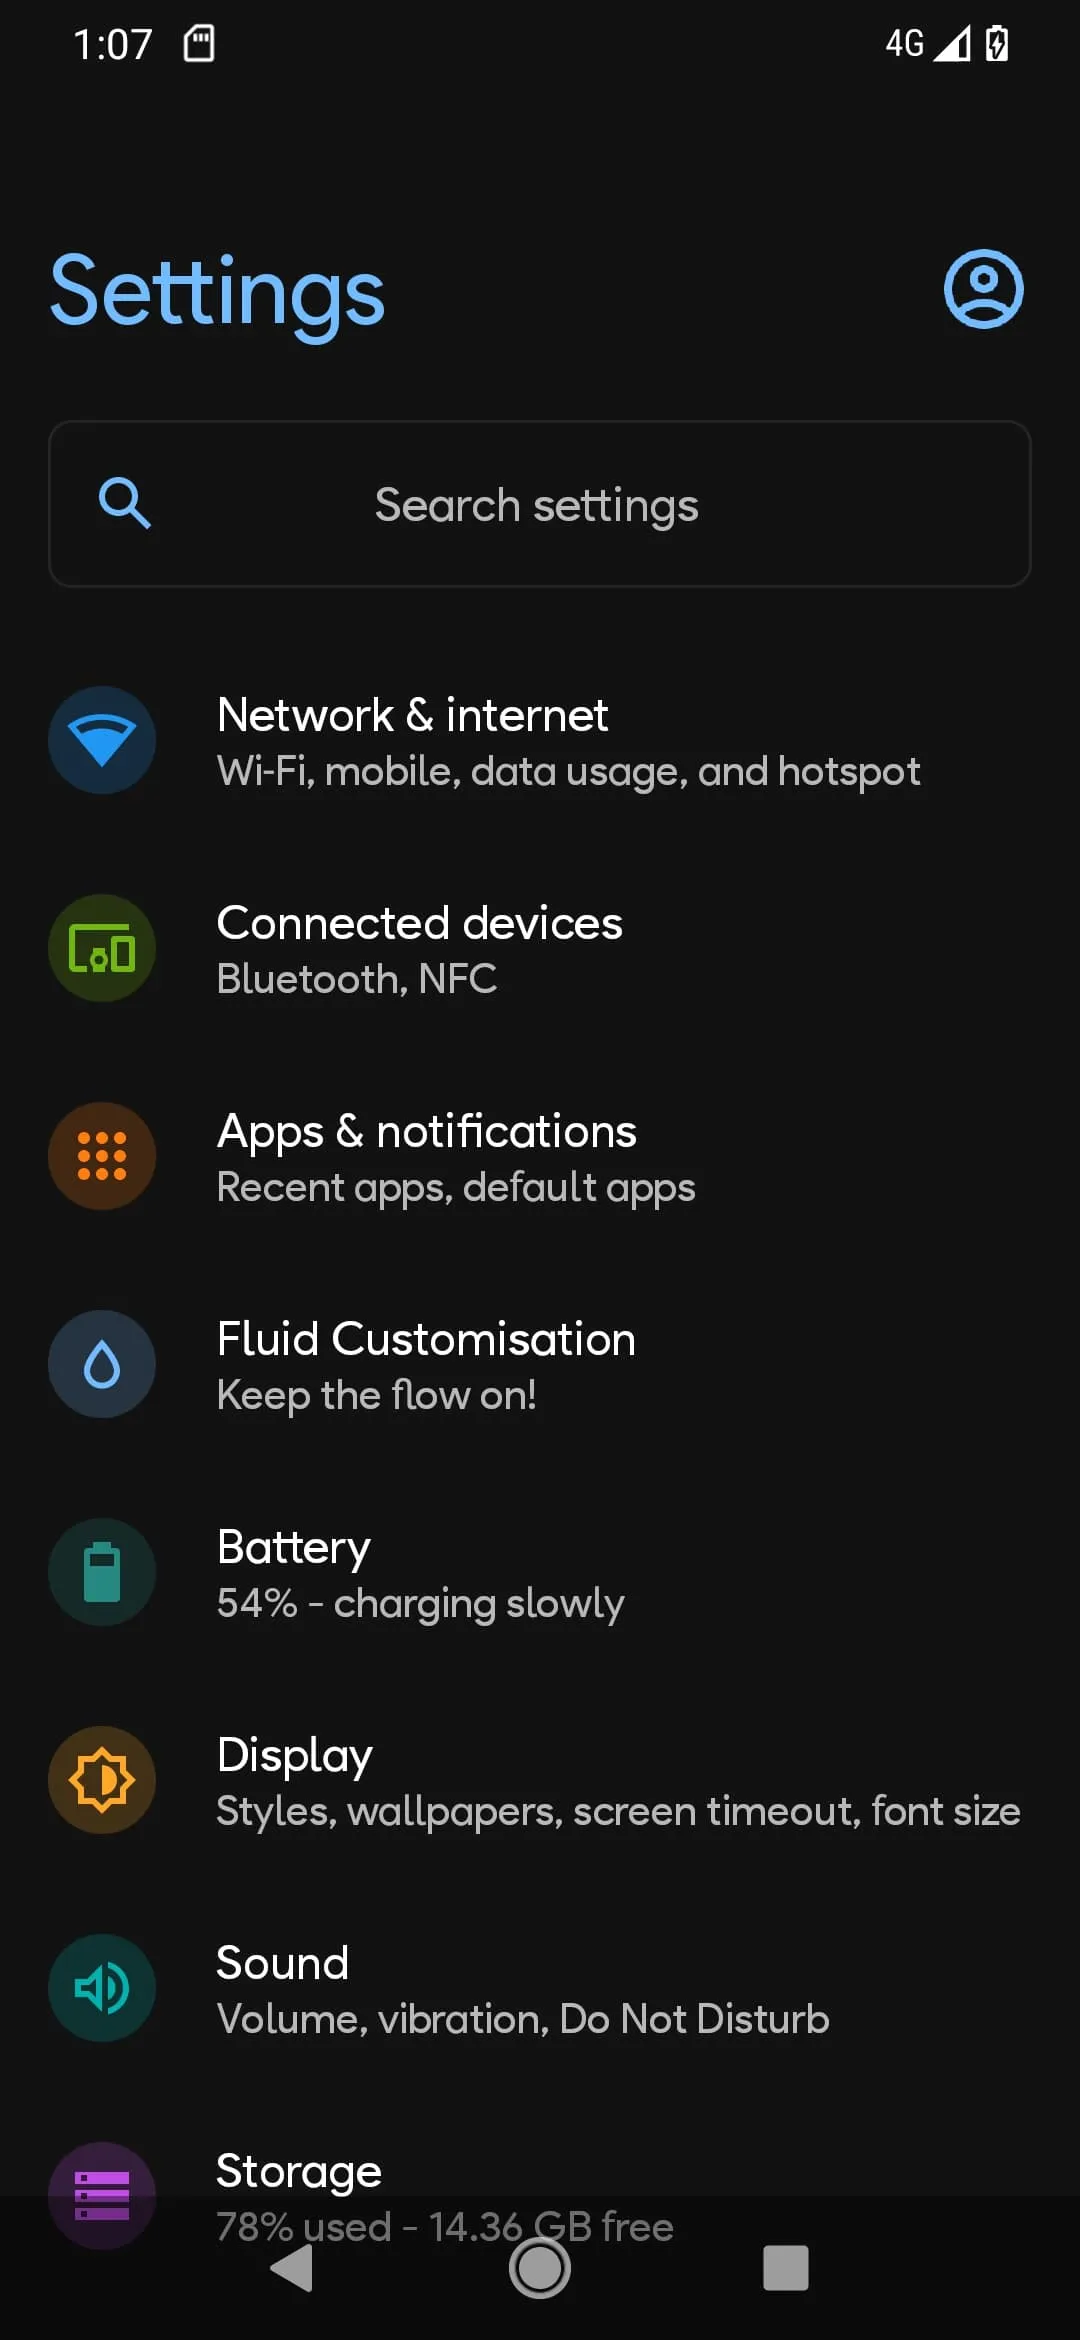 1:07
4G
Settings
Search settings
Network & internet
Wi-Fi, mobile, data usage, and hotspot
Connected devices
Bluetooth, NFC
Apps & notifications
Recent apps, default apps
Fluid Customisation
Keep the flow on!
Battery
54% - charging slowly
Display
Styles, wallpapers, screen timeout, font size
Sound
Volume, vibration, Do Not Disturb
Storage
78% used - 14.36 GB free